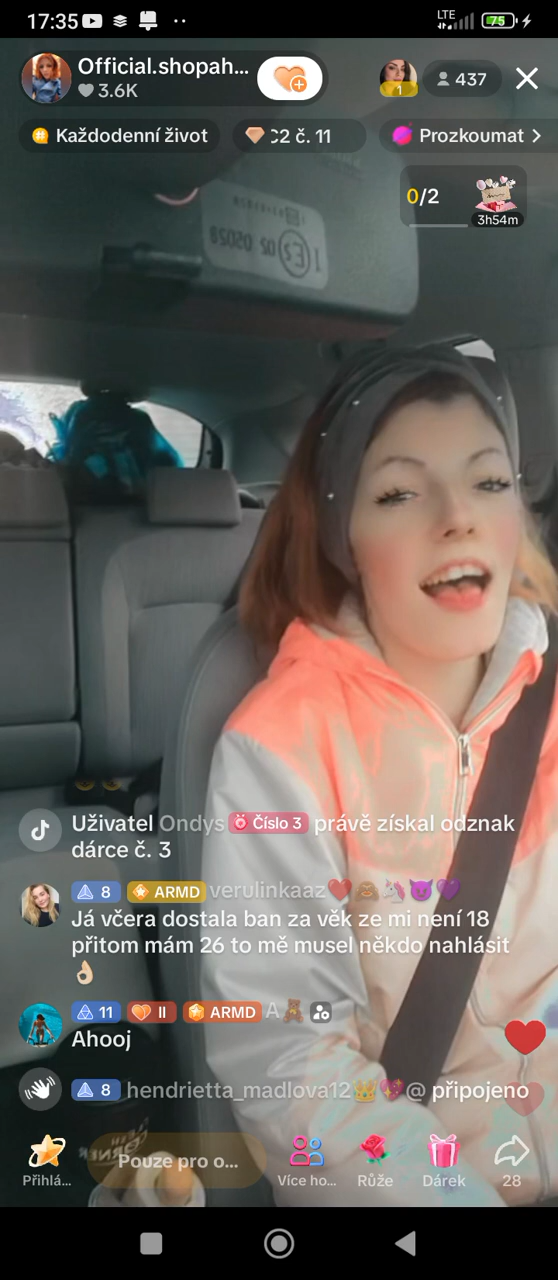 17:35
LTE
75
Official.shopah...
3.6K
1
437
Každodenní život
C2 č. 11
Prozkoumat
0/2
3h54m
Uživatel Ondys Číslo 3 právě získal odznak
dárce č. 3
8 ARMD verulinkaaz❤️🙈🦄😈💜
Já včera dostala ban za věk ze mi není 18
přitom mám 26 to mě musel někdo nahlásit
👌🏼
11 II ARMD A🧸
Ahooj
8 hendrietta_madlova12👑💖@ připojeno
Přihlá...
Pouze pro o...
Více ho...
Růže
Dárek
28